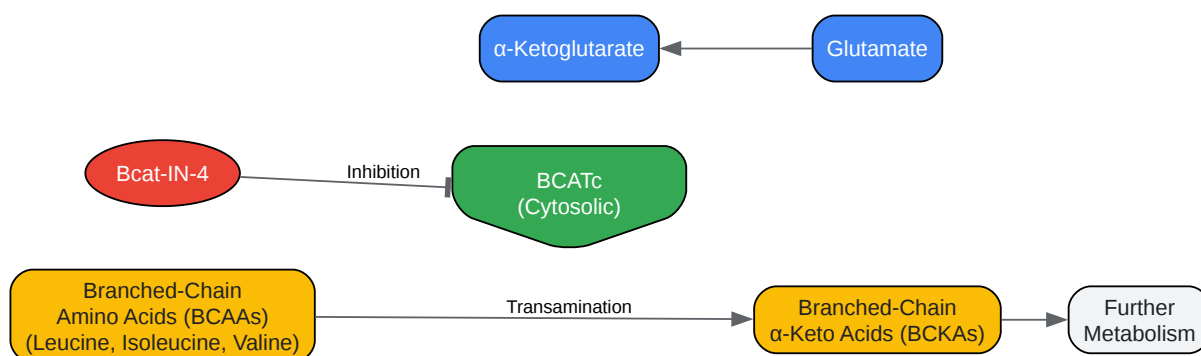 α-Ketoglutarate
Glutamate
Bcat-IN-4
Inhibition
BCATc
(Cytosolic)
Branched-Chain
Amino Acids (BCAAs)
(Leucine, Isoleucine, Valine)
Transamination
Branched-Chain
α-Keto Acids (BCKAs)
Further
Metabolism